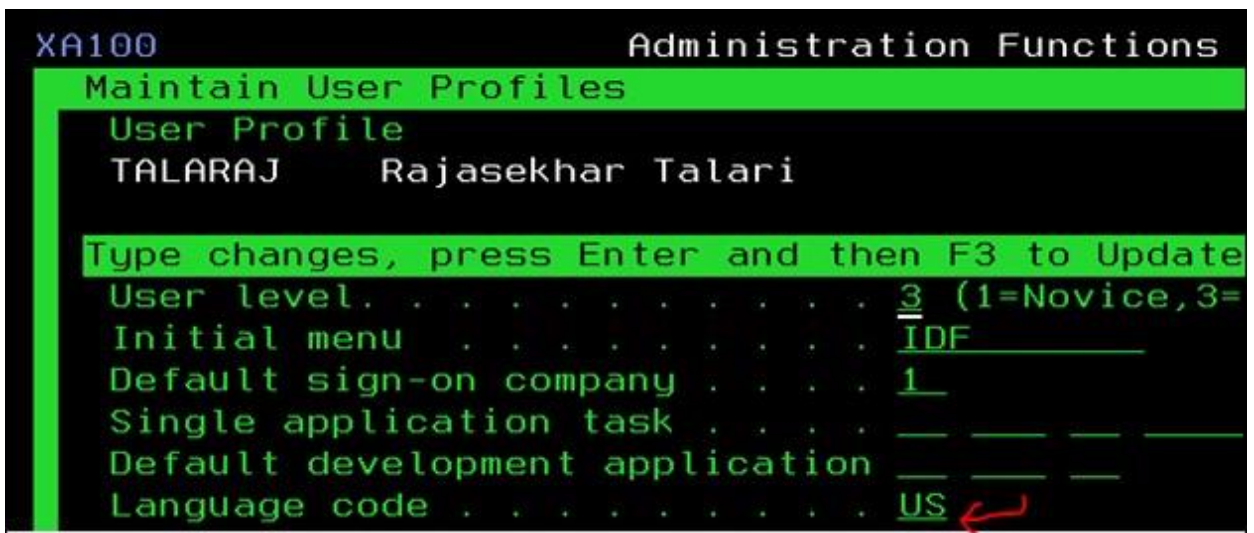 XA100 Administration Functions
Maintain User Profiles
User Profile
TALARAJ Rajasekhar Talari
Type changes, press Enter and then F3 to Update
User level. . . . . . . . . . . 3 (1=Novice,3=
Initial menu . . . . . . . . . IDF
Default sign-on company . . . . 1
Single application task . . . .
Default development application
Language code . . . . . . . . . US